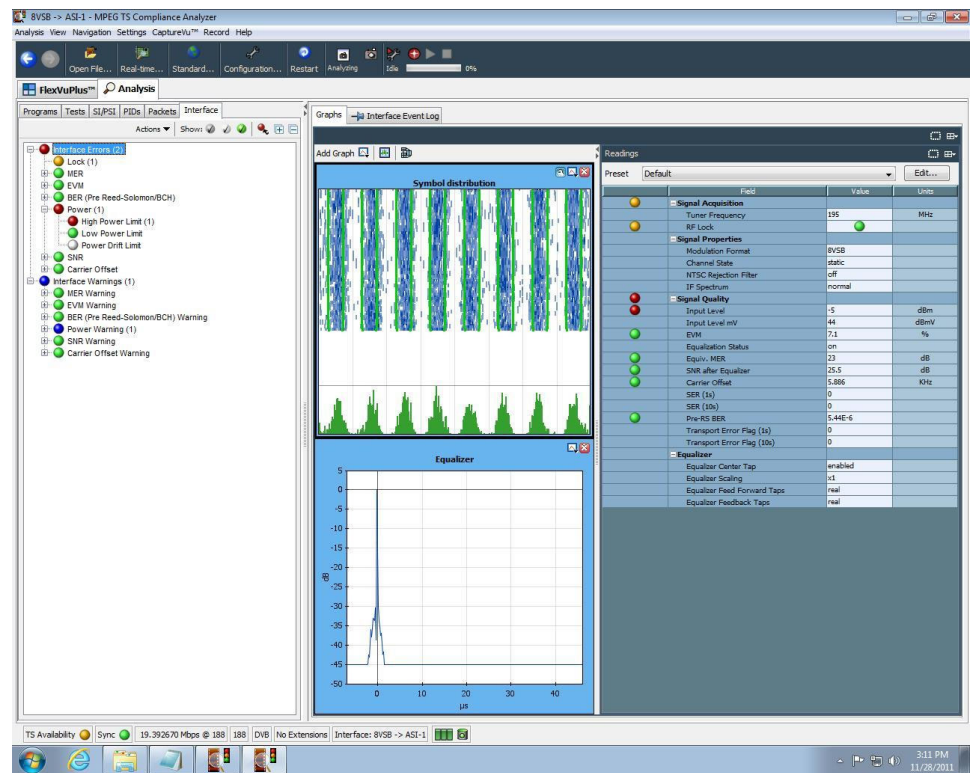 8VSB -> ASI-1 - MPEG TS Compliance Analyzer
Analysis View Navigation Settings CaptureVu™ Record Help
Open File... Real-time... Standard... Configuration... Restart Analyzing Idle 0%
FlexVuPlus™ Analysis
Programs Tests SI/PSI PIDs Packets Interface
Actions Show:
Interface Errors (2)
Lock (1)
MER
EVM
BER (Pre Reed-Solomon/BCH)
Power (1)
High Power Limit (1)
Low Power Limit
Power Drift Limit
SNR
Carrier Offset
Interface Warnings (1)
MER Warning
EVM Warning
BER (Pre Reed-Solomon/BCH) Warning
Power Warning (1)
SNR Warning
Carrier Offset Warning
Graphs Interface Event Log
Add Graph
Symbol distribution
Equalizer
5
0
-5
-10
-15
-20
-25
-30
-35
-40
-45
-50
dB
0 10 20 30 40
µs
Readings
Preset Default Edit...
Field Value Units
Signal Acquisition
Tuner Frequency 195 MHz
RF Lock
Signal Properties
Modulation Format 8VSB
Channel State static
NTSC Rejection Filter off
IF Spectrum normal
Signal Quality
Input Level -5 dBm
Input Level mV 44 dBmV
EVM 7.1 %
Equalization Status on
Equiv. MER 23 dB
SNR after Equalizer 25.5 dB
Carrier Offset 5.886 KHz
SER (1s) 0
SER (10s) 0
Pre-RS BER 5.44E-6
Transport Error Flag (1s) 0
Transport Error Flag (10s) 0
Equalizer
Equalizer Center Tap enabled
Equalizer Scaling x1
Equalizer Feed Forward Taps real
Equalizer Feedback Taps real
TS Availability Sync 19.392670 Mbps @ 188 188 DVB No Extensions Interface: 8VSB -> ASI-1
3:11 PM
11/28/2011